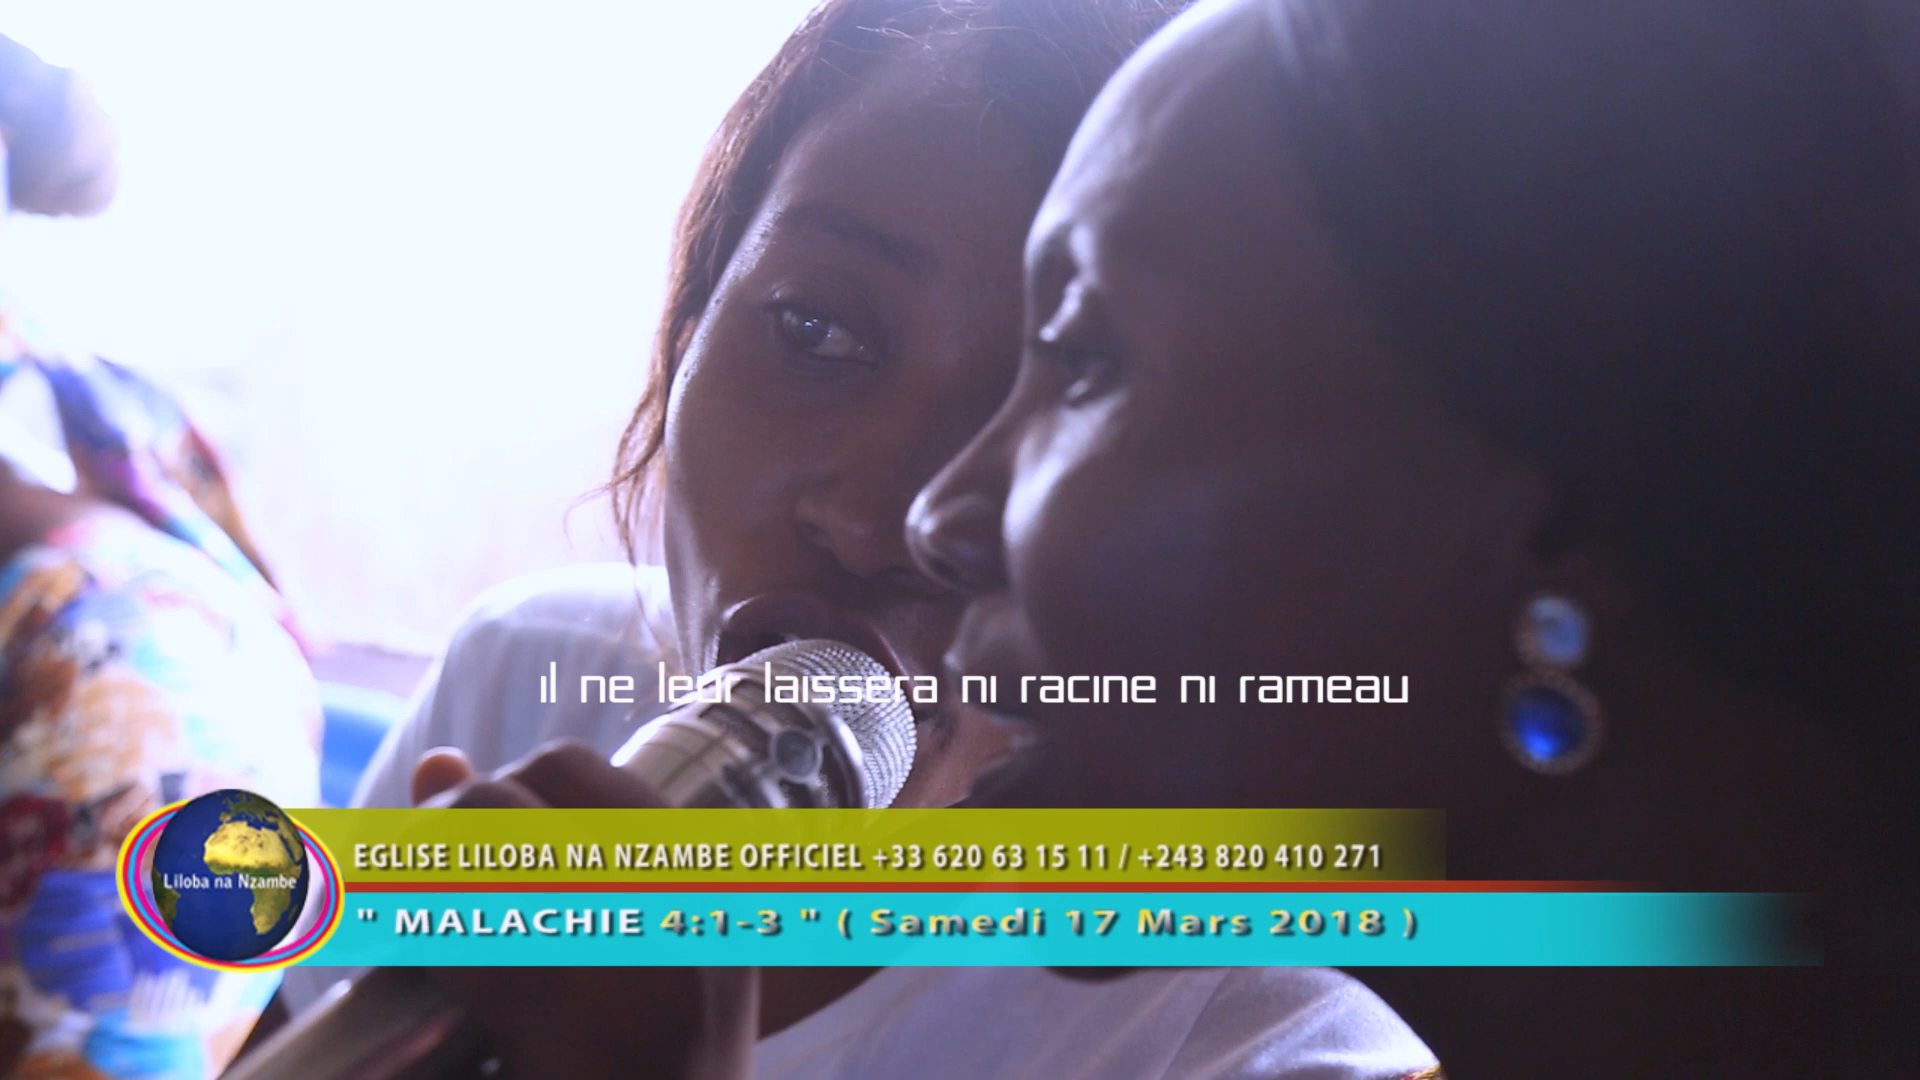 il ne leur laissera ni racine ni rameau
EGLISE LILOBA NA NZAMBE OFFICIEL +33 620 63 15 11 / +243 820 410 271
Liloba na Nzambe
" MALACHIE 4:1-3 " ( Samedi 17 Mars 2018 )